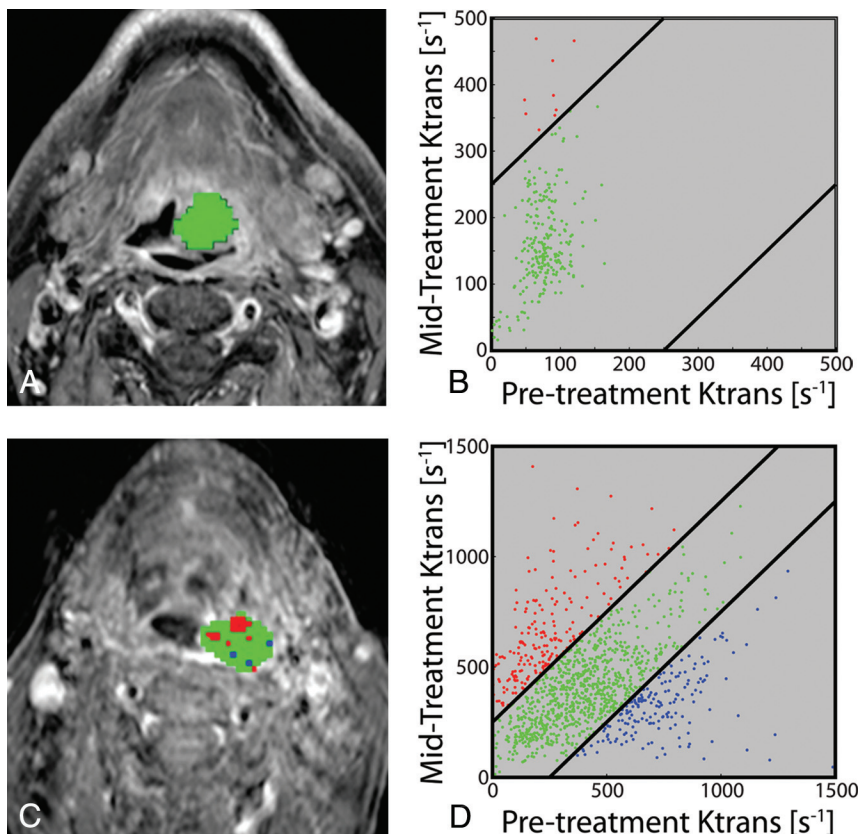 A
500
400
300
200
100
0
Mid-Treatment Ktrans [s⁻¹]
0 100 200 300 400 500
B Pre-treatment Ktrans [s⁻¹]
C
1500
1000
500
0
Mid-Treatment Ktrans [s⁻¹]
0 500 1000 1500
D Pre-treatment Ktrans [s⁻¹]